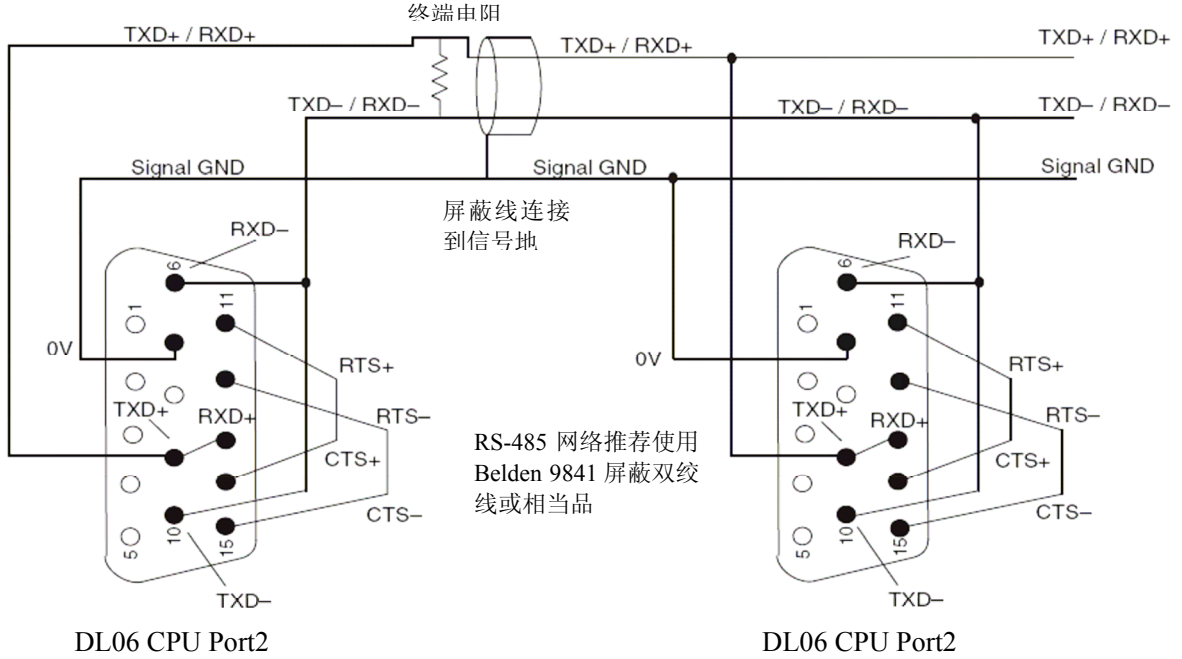 终端电阻
TXD+ / RXD+
TXD+ / RXD+
TXD+ / RXD+
TXD– / RXD–
TXD– / RXD–
TXD– / RXD–
Signal GND
Signal GND
Signal GND
屏蔽线连接
到信号地
RXD–
6
1
11
0V
RTS+
TXD+
RXD+
RTS–
CTS+
CTS–
5
10
15
TXD–
RS-485 网络推荐使用
Belden 9841 屏蔽双绞
线或相当品
RXD–
6
1
11
0V
RTS+
TXD+
RXD+
RTS–
CTS+
CTS–
5
10
15
TXD–
DL06 CPU Port2
DL06 CPU Port2